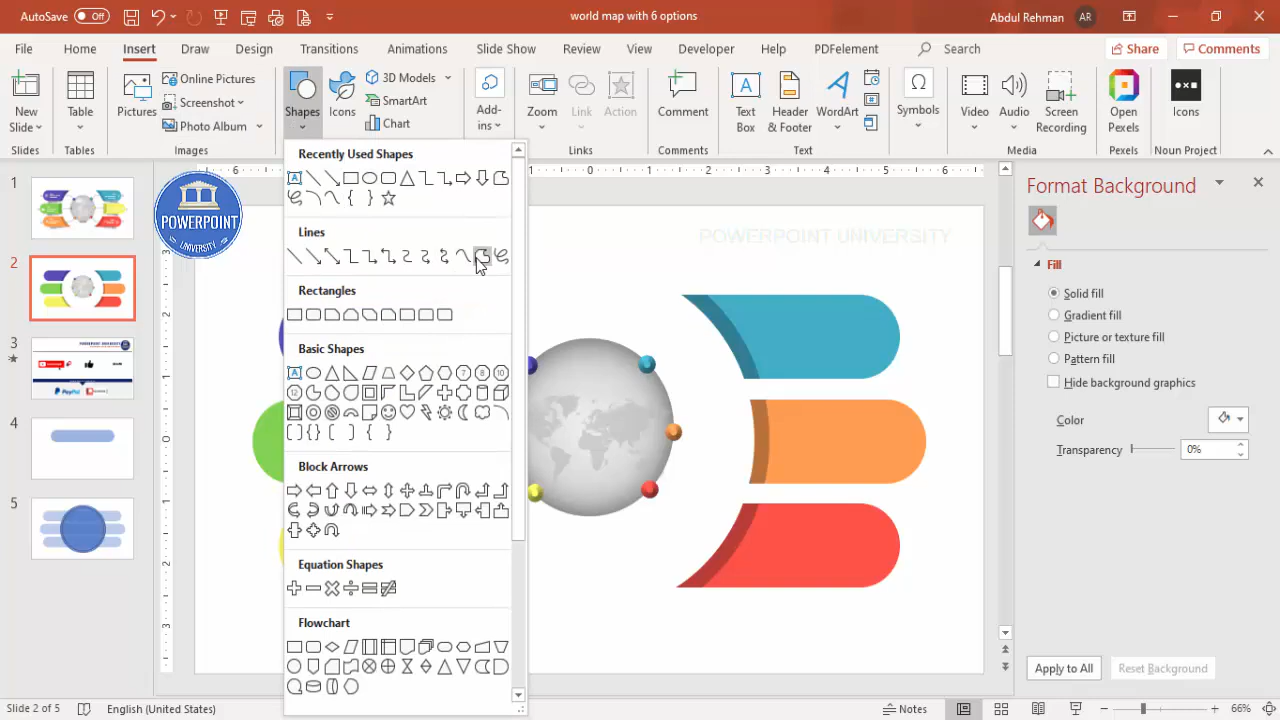 AutoSave Off
world map with 6 options
Abdul Rehman AR
File Home Insert Draw Design Transitions Animations Slide Show Review View Developer Help PDFelement Search Share Comments
New Slide
Table
Pictures
Online Pictures
Screenshot
Photo Album
Shapes
Icons
3D Models
SmartArt
Chart
Add-ins
Zoom
Link
Action
Comment
Text Box
Header & Footer
WordArt
Symbols
Video
Audio
Screen Recording
Open Pexels
Icons
Slides Tables Images Links Comments Text Media Pexels Noun Project
Recently Used Shapes
Lines
Rectangles
Basic Shapes
Block Arrows
Equation Shapes
Flowchart
1
2
3
4
5
POWERPOINT
UNIVERSITY
POWERPOINT UNIVERSITY
PayPal
Format Background
Fill
Solid fill
Gradient fill
Picture or texture fill
Pattern fill
Hide background graphics
Color
Transparency 0%
Apply to All Reset Background
Slide 2 of 5 English (United States) Notes 66%